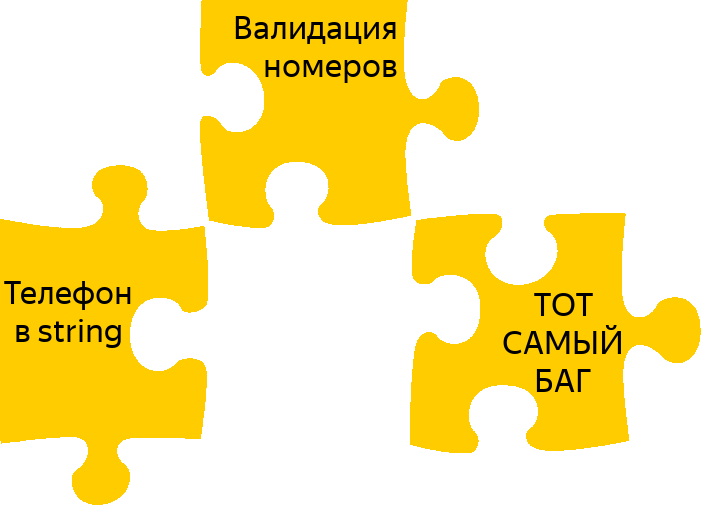 Валидация
номеров
Телефон
в string
ТОТ
САМЫЙ
БАГ